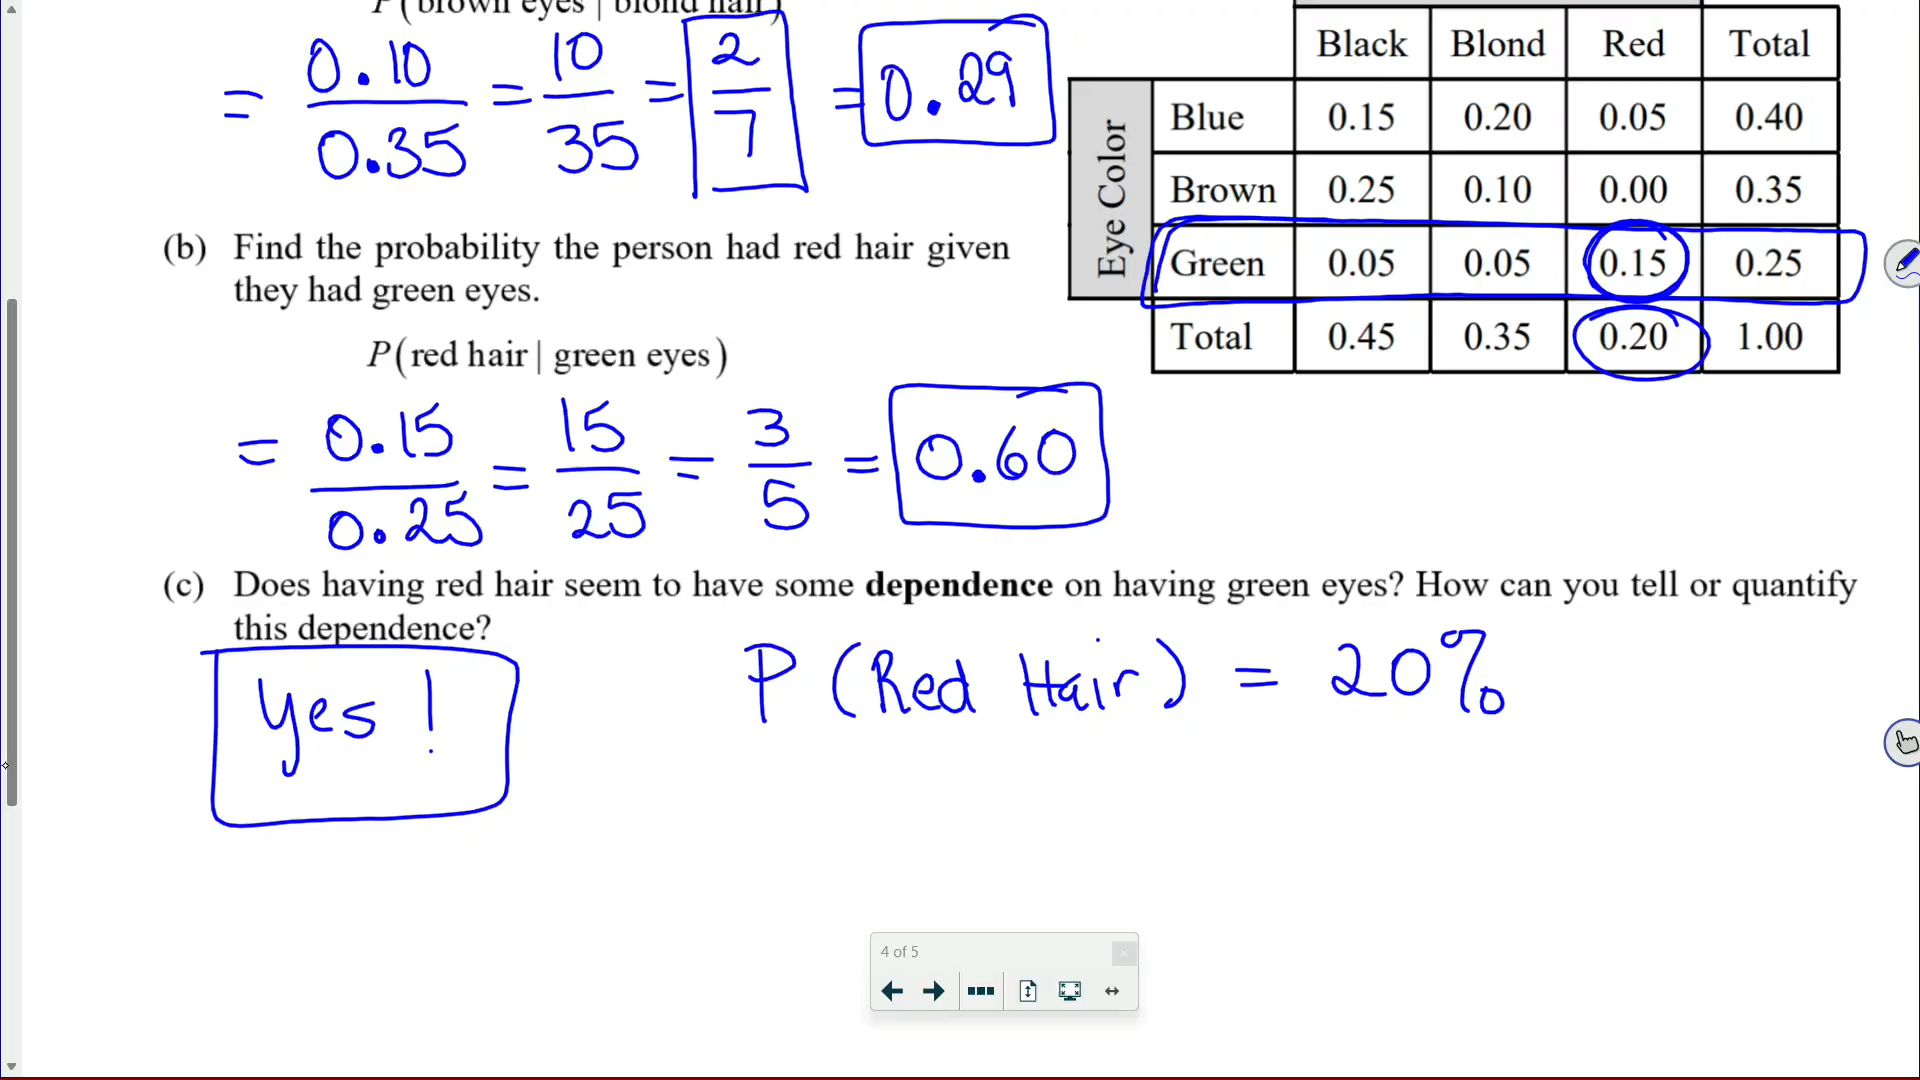 P(brown eyes | blond hair)
= 0.10/0.35 = 10/35 = 2/7 = 0.29
Black Blond Red Total
Eye Color
Blue 0.15 0.20 0.05 0.40
Brown 0.25 0.10 0.00 0.35
Green 0.05 0.05 0.15 0.25
Total 0.45 0.35 0.20 1.00
(b) Find the probability the person had red hair given
they had green eyes.
P(red hair | green eyes)
= 0.15/0.25 = 15/25 = 3/5 = 0.60
(c) Does having red hair seem to have some dependence on having green eyes? How can you tell or quantify
this dependence?
Yes!
P (Red Hair) = 20%
4 of 5